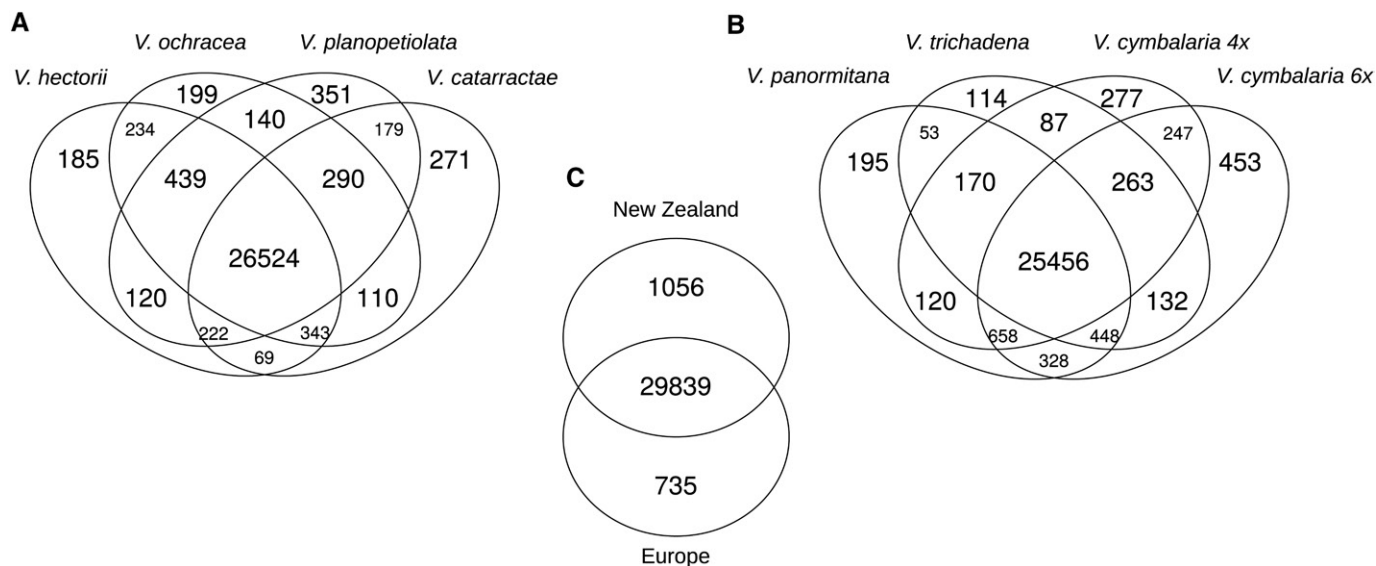 A
V. ochracea V. planopetiolata
V. hectorii V. catarractae
199 351
140
234 179
185 271
439 290
26524
120 110
222 343
69
B
V. trichadena V. cymbalaria 4x
V. panormitana V. cymbalaria 6x
114 277
87
53 247
195 453
170 263
25456
120 132
658 448
328
C
New Zealand
1056
29839
735
Europe